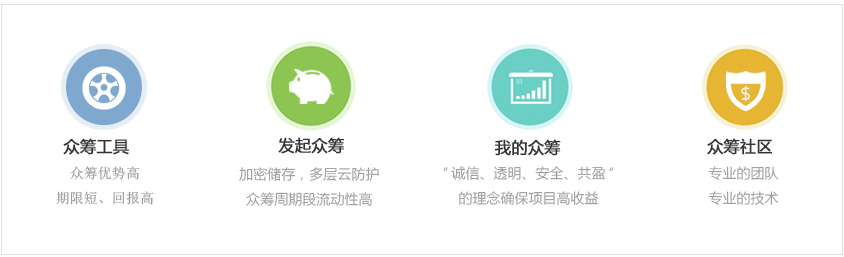 众筹工具
众筹优势高
期限短、回报高
发起众筹
加密储存，多层云防护
众筹周期段流动性高
我的众筹
“诚信、透明、安全、共盈”
的理念确保项目高收益
$
众筹社区
专业的团队
专业的技术